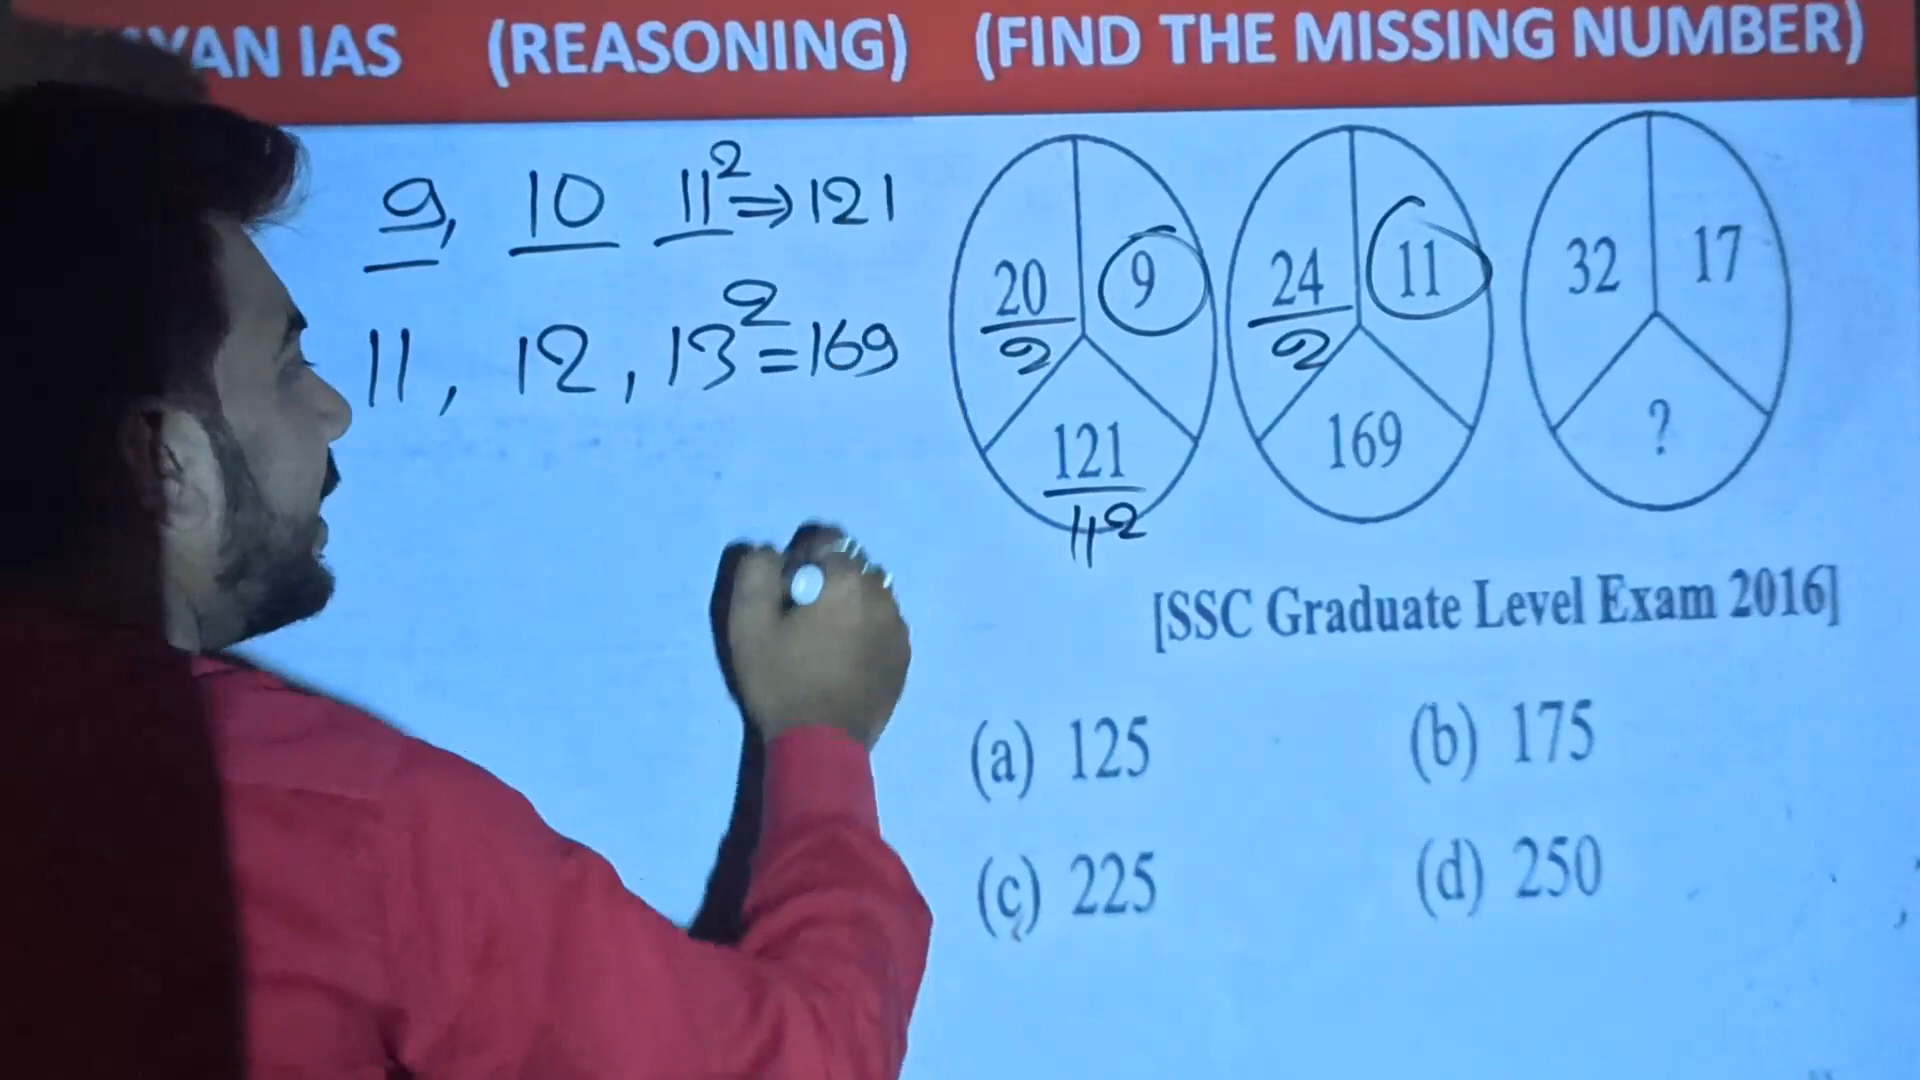 YAN IAS (REASONING) (FIND THE MISSING NUMBER)
9, 10 11² ⇒ 121
11, 12, 13² = 169
20/2 9 121/11²
24/2 11 169
32 17 ?
[SSC Graduate Level Exam 2016]
(a) 125 (b) 175
(c) 225 (d) 250